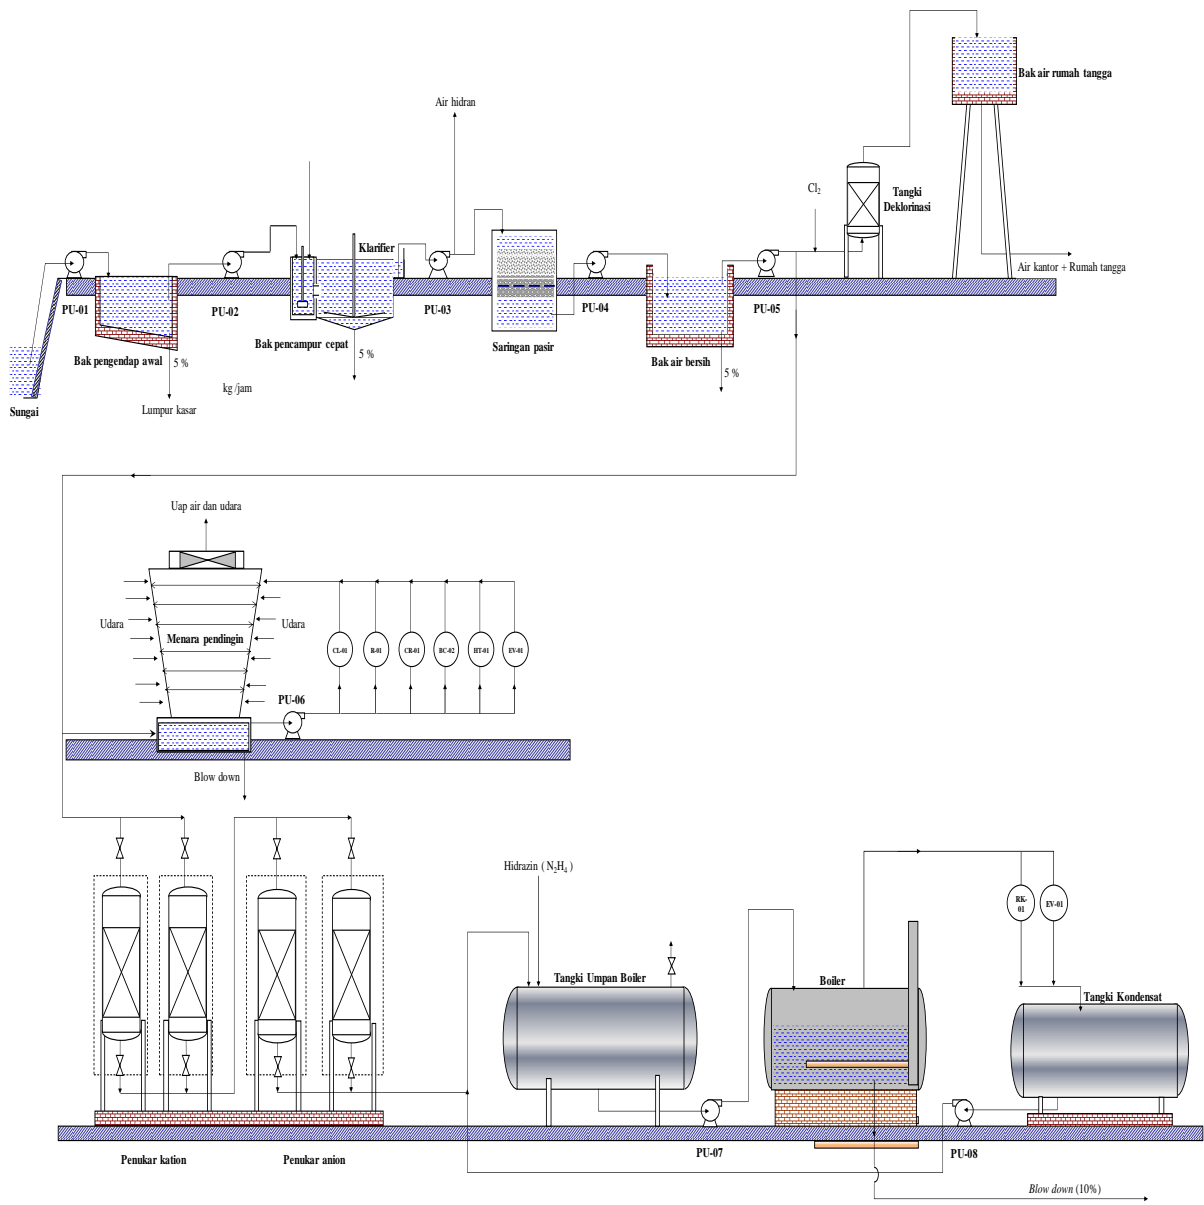 Bak air rumah tangga
Air hidran
Cl2
Tangki
Deklorinasi
Klarifier
Air kantor + Rumah tangga
PU-01
PU-02
PU-03
PU-04
PU-05
Bak pengendap awal
Bak pencampur cepat
Saringan pasir
Bak air bersih
5 %
5 %
5 %
kg /jam
Lumpur kasar
Sungai
Uap air dan udara
Udara
Menara pendingin
Udara
CL-01
R-01
CR-01
BC-02
HT-01
EV-01
PU-06
Blow down
Hidrazin ( N2H4 )
RK-
01
EV-01
Tangki Umpan Boiler
Boiler
Tangki Kondensat
Penukar kation
Penukar anion
PU-07
PU-08
Blow down (10%)